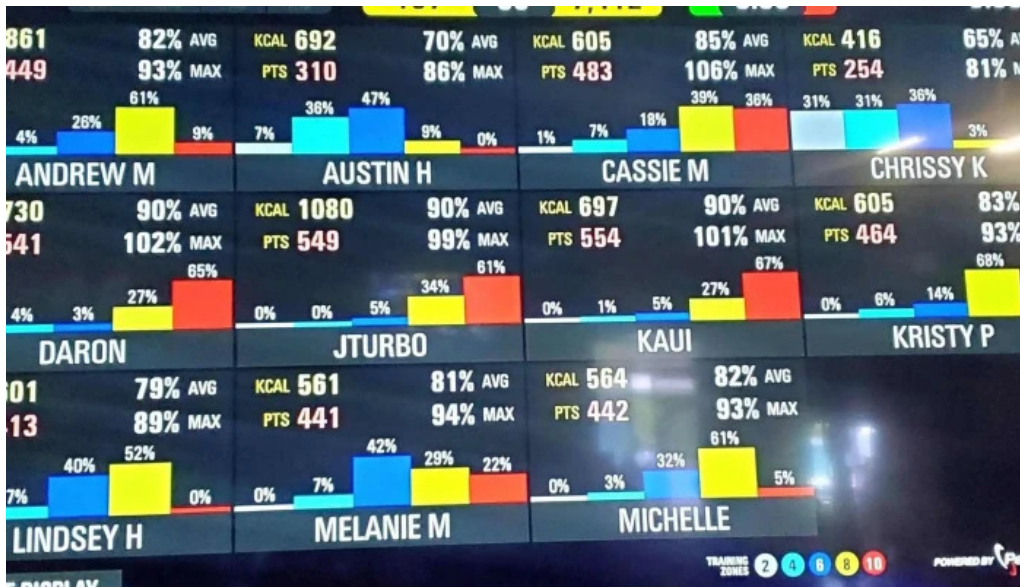 861 82% AVG KCAL 692 70% AVG KCAL 605 85% AVG KCAL 416 65%
449 93% MAX PTS 310 86% MAX PTS 483 106% MAX PTS 254 81%
4% 26% 61% 9% 7% 36% 47% 9% 0% 1% 7% 18% 39% 36% 31% 31% 36% 3%
ANDREW M AUSTIN H CASSIE M CHRISSY K
730 90% AVG KCAL 1080 90% AVG KCAL 697 90% AVG KCAL 605 83%
541 102% MAX PTS 549 99% MAX PTS 554 101% MAX PTS 464 93%
4% 3% 27% 65% 0% 0% 5% 34% 61% 0% 1% 5% 27% 67% 0% 6% 14% 68%
DARON JTURBO KAUI KRISTY P
601 79% AVG KCAL 561 81% AVG KCAL 564 82% AVG
413 89% MAX PTS 441 94% MAX PTS 442 93% MAX
7% 40% 52% 0% 0% 7% 42% 29% 22% 0% 3% 32% 61% 5%
LINDSEY H MELANIE M MICHELLE
TRAINING ZONES 2 4 6 8 10 POWERED BY
DISPLAY